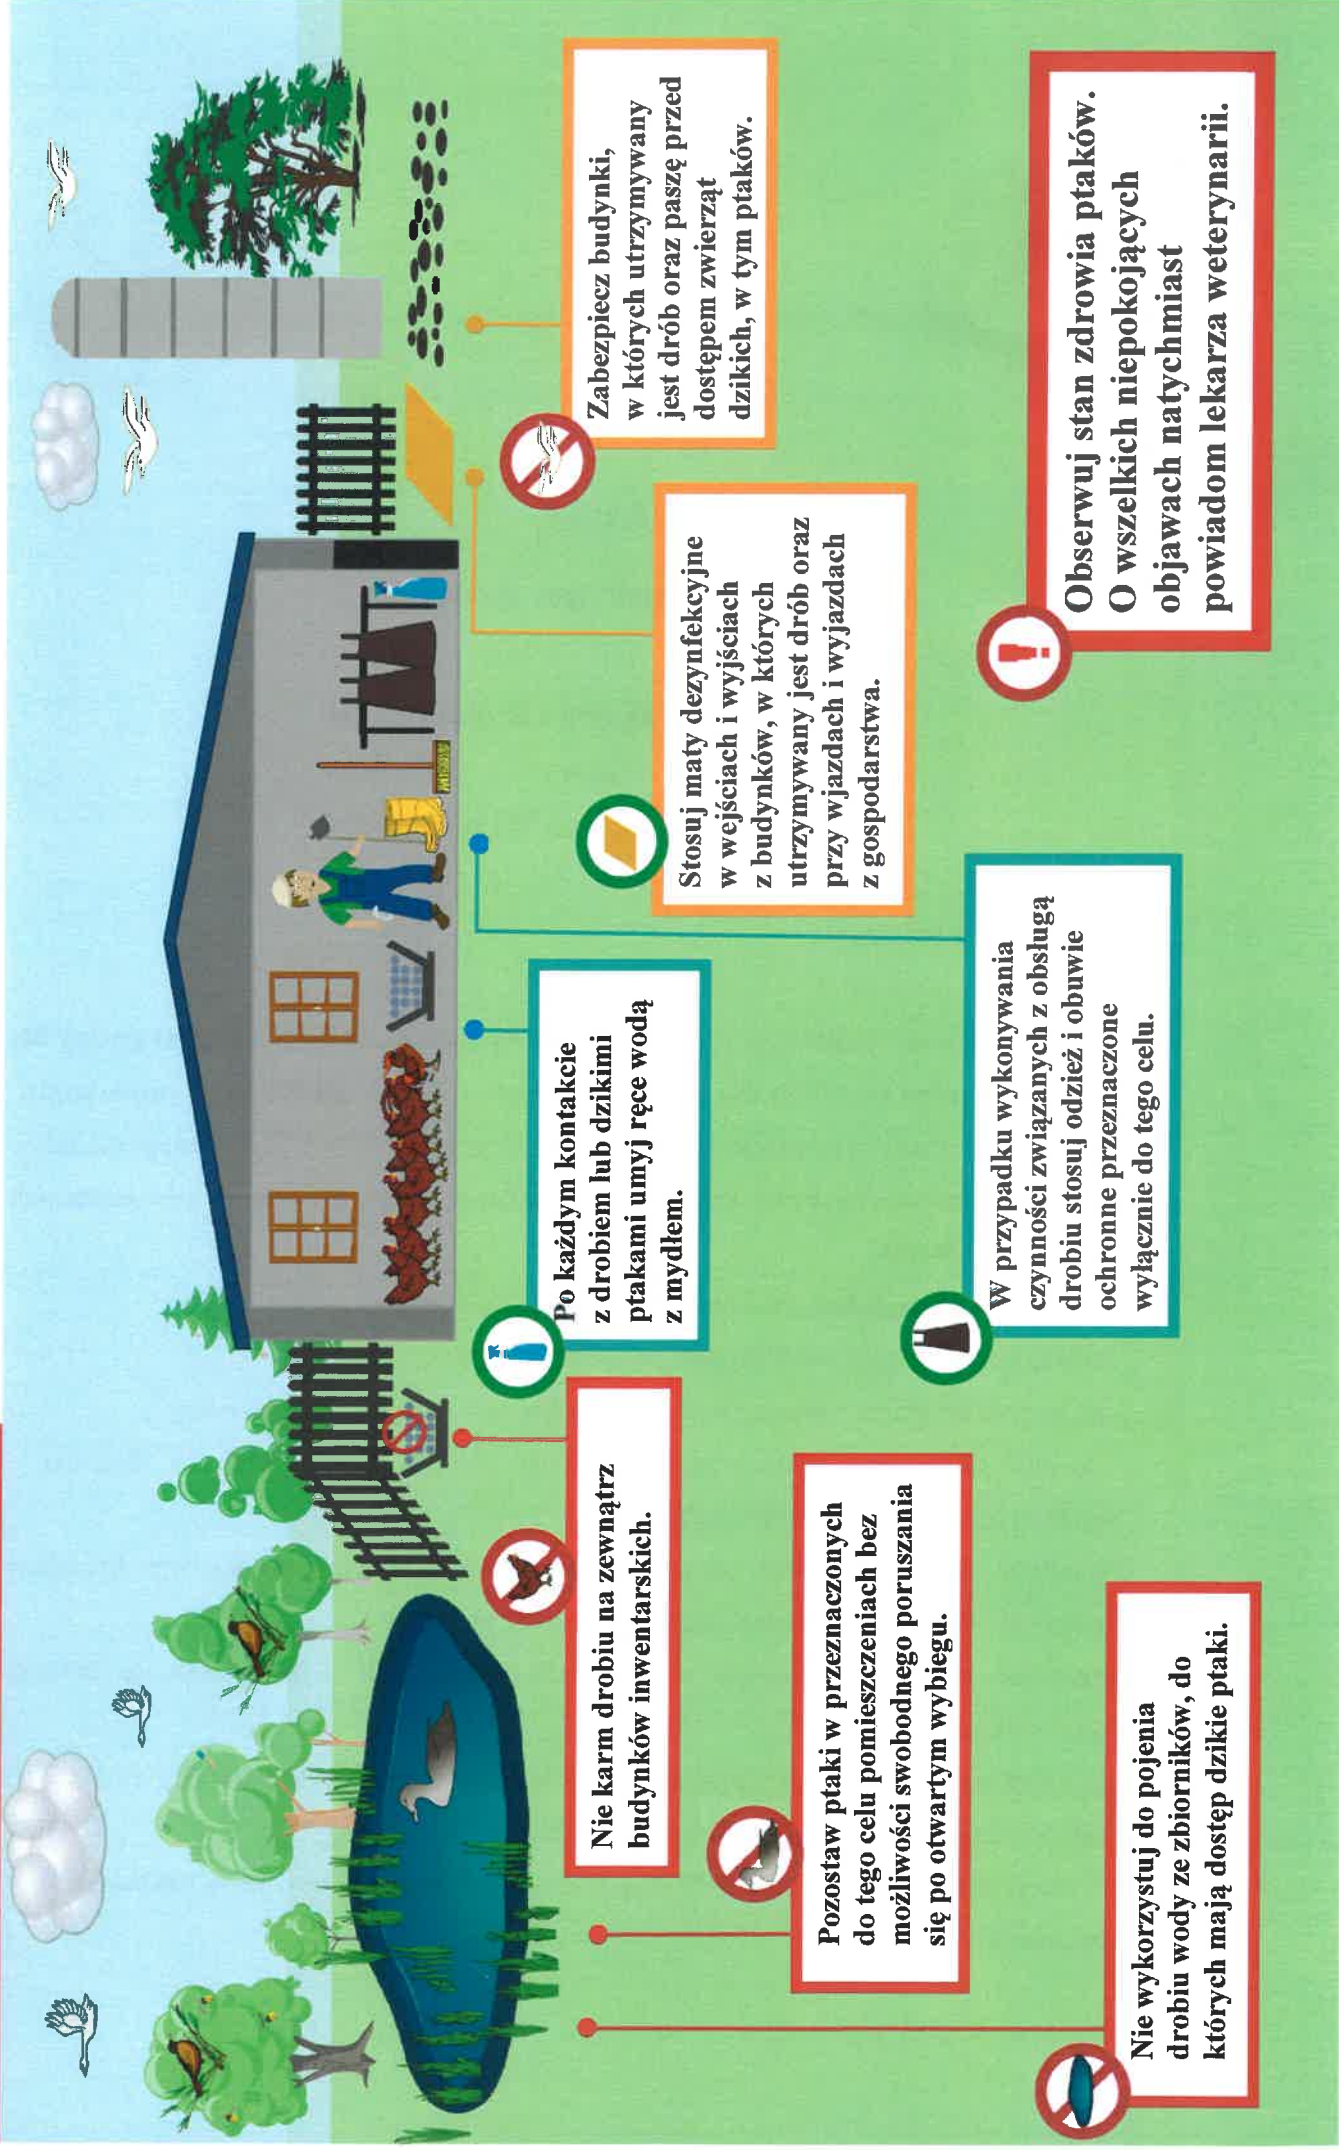 Zabezpiecz budynki,
w których utrzymywany
jest drób oraz paszę przed
dostępem zwierząt
dzikich, w tym ptaków.
Stosuj maty dezynfekcyjne
w wejściach i wyjściach
z budynków, w których
utrzymywany jest drób oraz
przy wjazdach i wyjazdach
z gospodarstwa.
Po każdym kontakcie
z drobiem lub dzikimi
ptakami umyj ręce wodą
z mydłem.
Nie karm drobiu na zewnątrz
budynków inwentarskich.
Pozostaw ptaki w przeznaczonych
do tego celu pomieszczeniach bez
możliwości swobodnego poruszania
się po otwartym wybiegu.
Nie wykorzystuj do pojenia
drobiu wody ze zbiorników, do
których mają dostęp dzikie ptaki.
W przypadku wykonywania
czynności związanych z obsługą
drobiu stosuj odzież i obuwie
ochronne przeznaczone
wyłącznie do tego celu.
Obserwuj stan zdrowia ptaków.
O wszelkich niepokojących
objawach natychmiast
powiadom lekarza weterynarii.